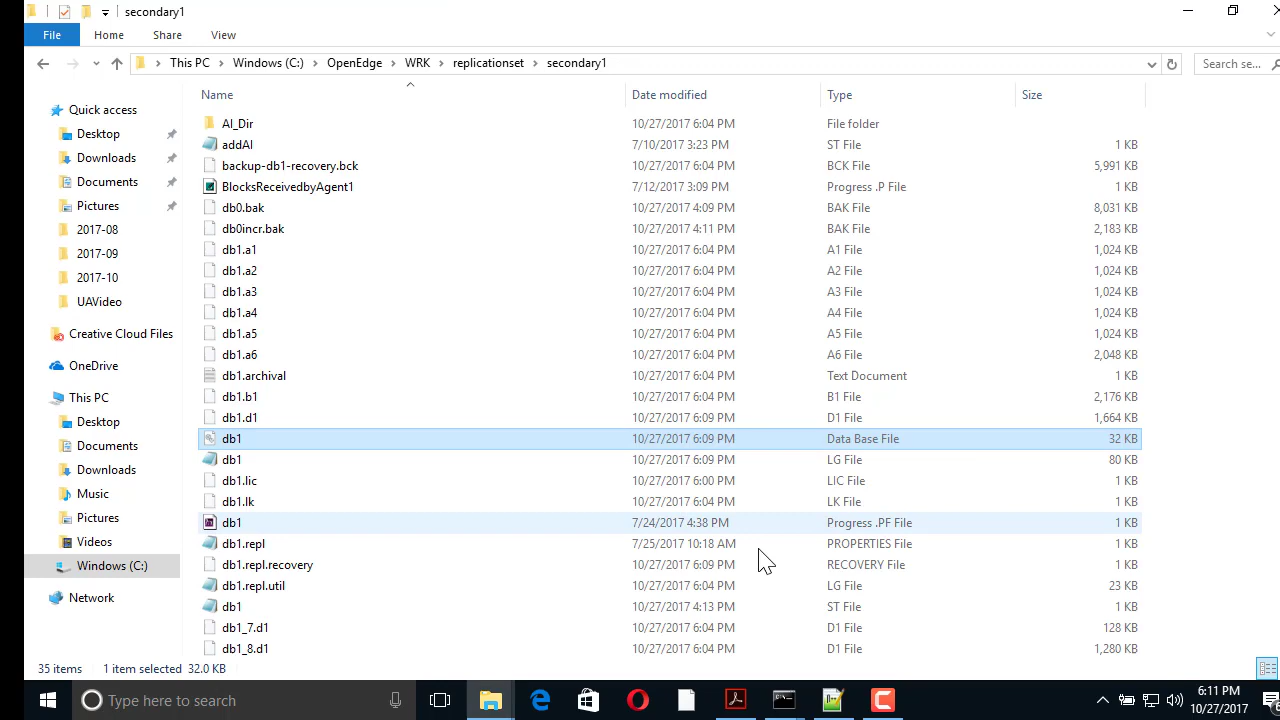 secondary1
File Home Share View
This PC Windows (C:) OpenEdge WRK replicationset secondary1 Search se...
Name Date modified Type Size
Quick access
Desktop
Downloads
Documents
Pictures
2017-08
2017-09
2017-10
UAVideo
Creative Cloud Files
OneDrive
This PC
Desktop
Documents
Downloads
Music
Pictures
Videos
Windows (C:)
Network
AI_Dir 10/27/2017 6:04 PM File folder
addAI 7/10/2017 3:23 PM ST File 1 KB
backup-db1-recovery.bck 10/27/2017 6:04 PM BCK File 5,991 KB
BlocksReceivedbyAgent1 7/12/2017 3:09 PM Progress .P File 1 KB
db0.bak 10/27/2017 4:09 PM BAK File 8,031 KB
db0incr.bak 10/27/2017 4:11 PM BAK File 2,183 KB
db1.a1 10/27/2017 6:04 PM A1 File 1,024 KB
db1.a2 10/27/2017 6:04 PM A2 File 1,024 KB
db1.a3 10/27/2017 6:04 PM A3 File 1,024 KB
db1.a4 10/27/2017 6:04 PM A4 File 1,024 KB
db1.a5 10/27/2017 6:04 PM A5 File 1,024 KB
db1.a6 10/27/2017 6:04 PM A6 File 2,048 KB
db1.archival 10/27/2017 6:04 PM Text Document 1 KB
db1.b1 10/27/2017 6:04 PM B1 File 2,176 KB
db1.d1 10/27/2017 6:09 PM D1 File 1,664 KB
db1 10/27/2017 6:09 PM Data Base File 32 KB
db1 10/27/2017 6:09 PM LG File 80 KB
db1.lic 10/27/2017 6:00 PM LIC File 1 KB
db1.lk 10/27/2017 6:04 PM LK File 1 KB
db1 7/24/2017 4:38 PM Progress .PF File 1 KB
db1.repl 7/25/2017 10:18 AM PROPERTIES File 1 KB
db1.repl.recovery 10/27/2017 6:09 PM RECOVERY File 1 KB
db1.repl.util 10/27/2017 6:04 PM LG File 23 KB
db1 10/27/2017 4:13 PM ST File 1 KB
db1_7.d1 10/27/2017 6:04 PM D1 File 128 KB
db1_8.d1 10/27/2017 6:04 PM D1 File 1,280 KB
35 items 1 item selected 32.0 KB
Type here to search
6:11 PM
10/27/2017